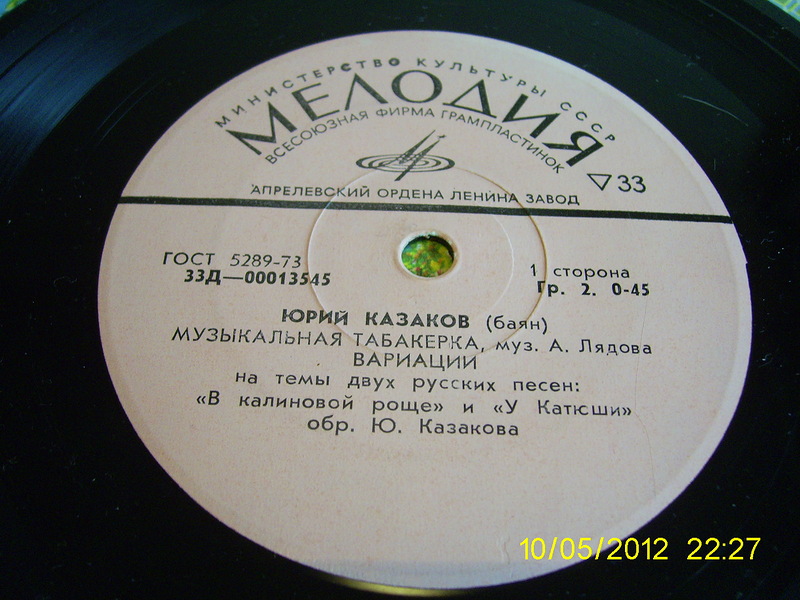 МИНИСТЕРСТВО КУЛЬТУРЫ СССР
МЕЛОДИЯ
ВСЕСОЮЗНАЯ ФИРМА ГРАМПЛАСТИНОК
33
АПРЕЛЕВСКИЙ ОРДЕНА ЛЕНИНА ЗАВОД
ГОСТ 5289-73
33Д—00013545
1 сторона
Гр. 2. 0-45
ЮРИЙ КАЗАКОВ (баян)
МУЗЫКАЛЬНАЯ ТАБАКЕРКА, муз. А. Лядова
ВАРИАЦИИ
на темы двух русских песен:
«В калиновой роще» и «У Катюши»
обр. Ю. Казакова
10/05/2012 22:27